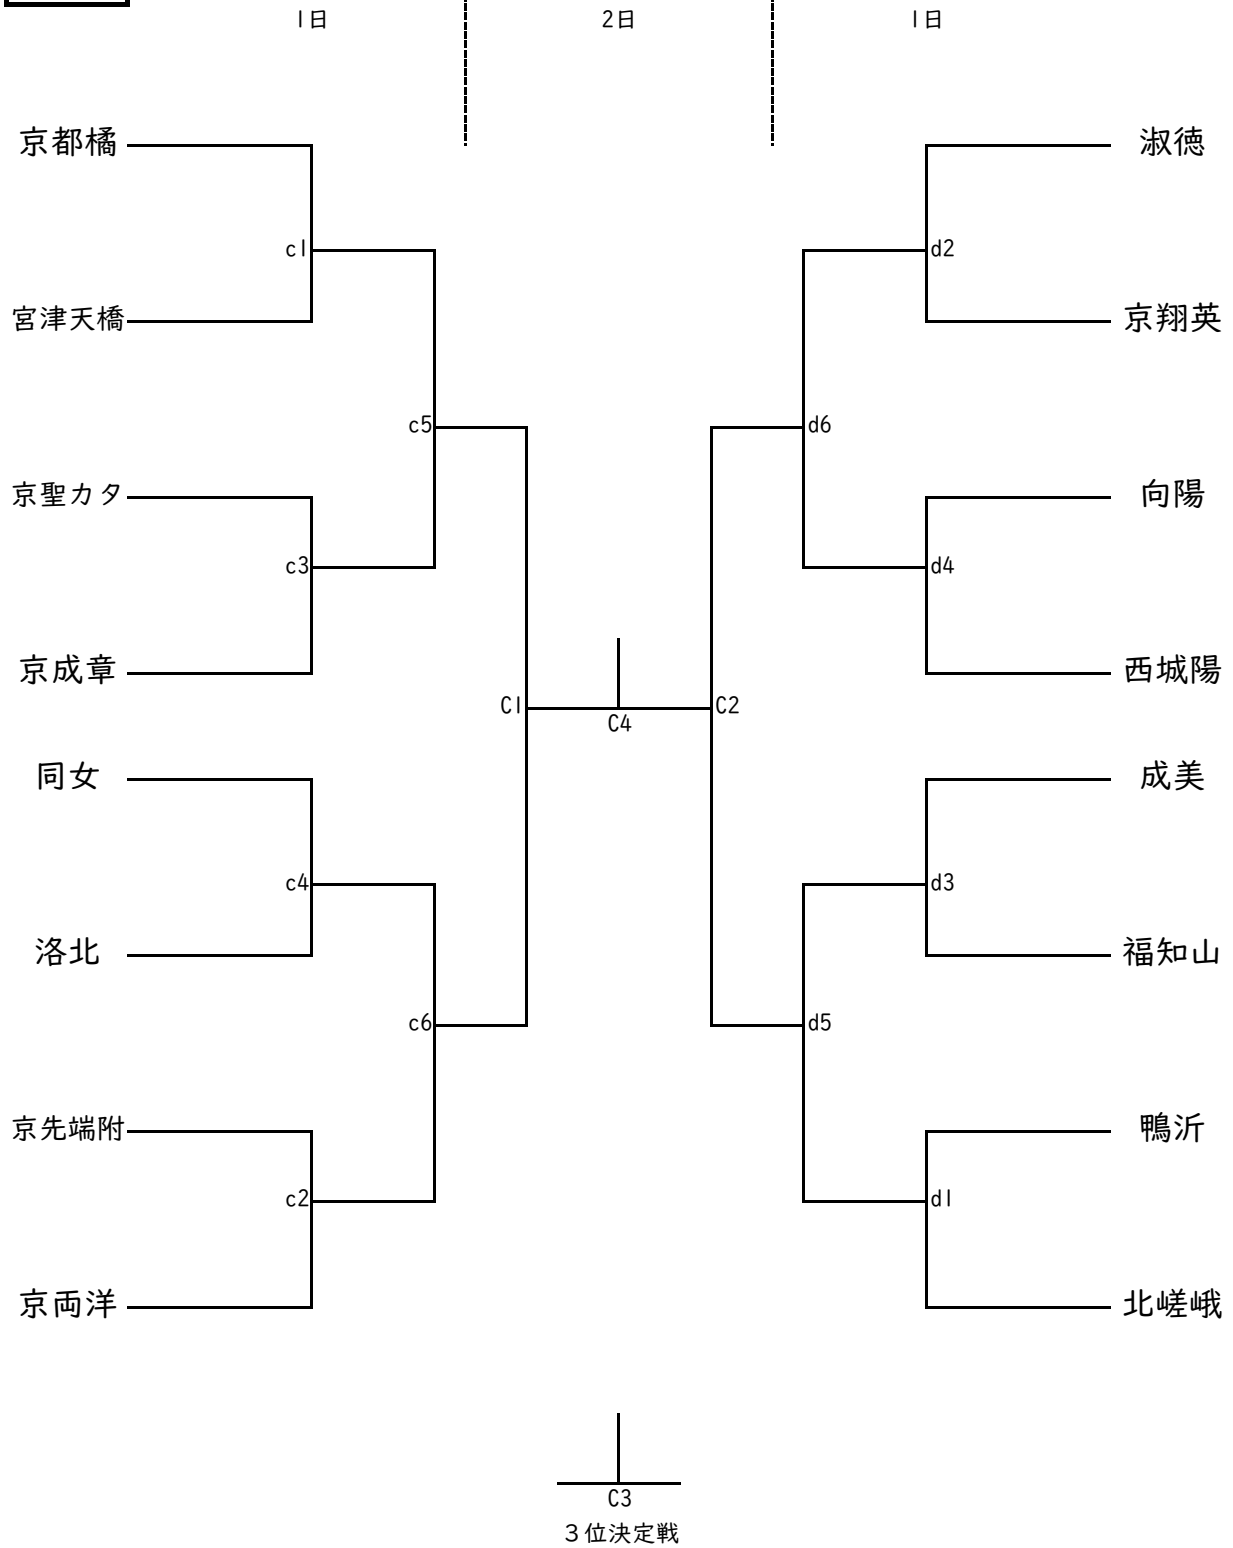 1日 2日 1日
京都橘 淑徳
c1 d2
宮津天橋 京翔英
c5 d6
京聖カタ 向陽
c3 d4
京成章 西城陽
C1 C4 C2
同女 成美
c4 d3
洛北 福知山
c6 d5
京先端附 鴨沂
c2 d1
京両洋 北嵯峨
C3
３位決定戦